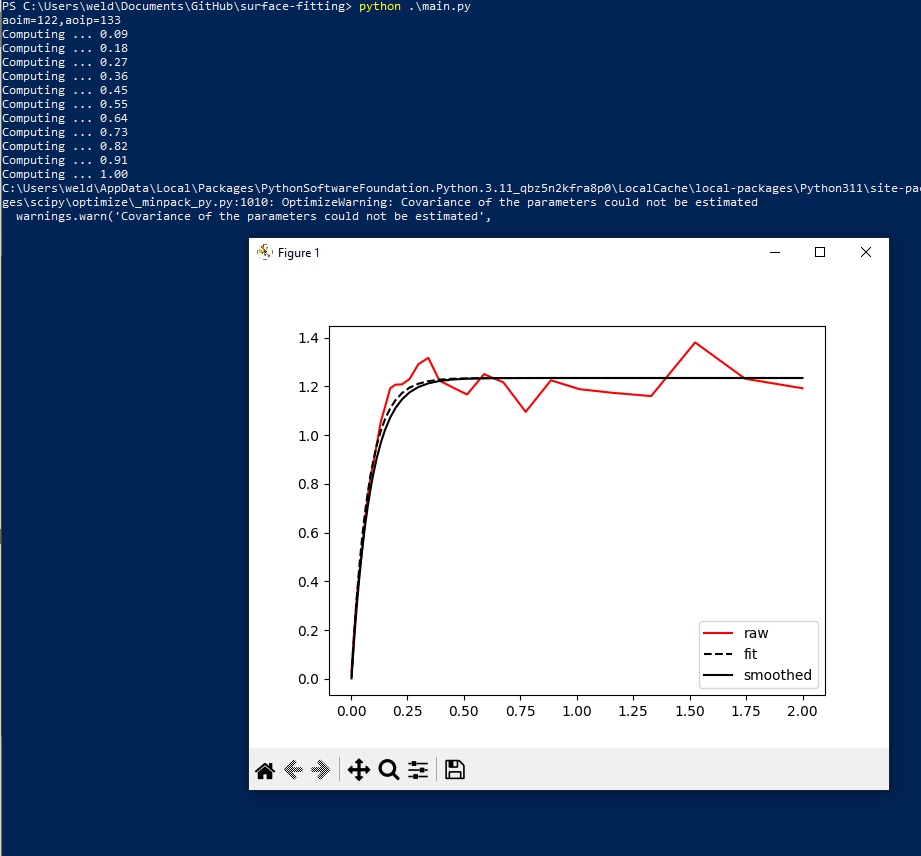 PS C:\Users\weld\Documents\GitHub\surface-fitting> python .\main.py
aoim=122,aoip=133
Computing ... 0.09
Computing ... 0.18
Computing ... 0.27
Computing ... 0.36
Computing ... 0.45
Computing ... 0.55
Computing ... 0.64
Computing ... 0.73
Computing ... 0.82
Computing ... 0.91
Computing ... 1.00
C:\Users\weld\AppData\Local\Packages\PythonSoftwareFoundation.Python.3.11_qbz5n2kfra8p0\LocalCache\local-packages\Python311\site-pac
ges\scipy\optimize\_minpack_py.py:1010: OptimizeWarning: Covariance of the parameters could not be estimated
  warnings.warn('Covariance of the parameters could not be estimated',
Figure 1
1.4
1.2
1.0
0.8
0.6
0.4
0.2
0.0
raw
fit
smoothed
0.00 0.25 0.50 0.75 1.00 1.25 1.50 1.75 2.00